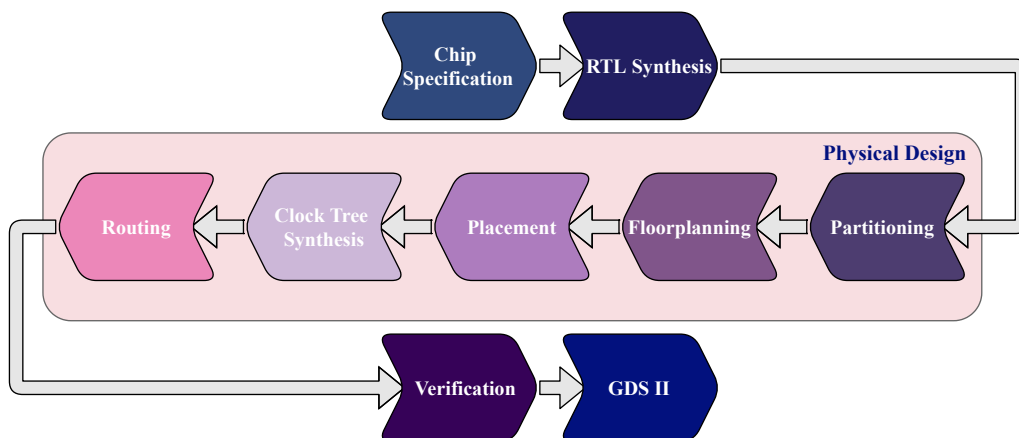 Chip
Specification
RTL Synthesis
Physical Design
Routing
Clock Tree
Synthesis
Placement
Floorplanning
Partitioning
Verification
GDS II